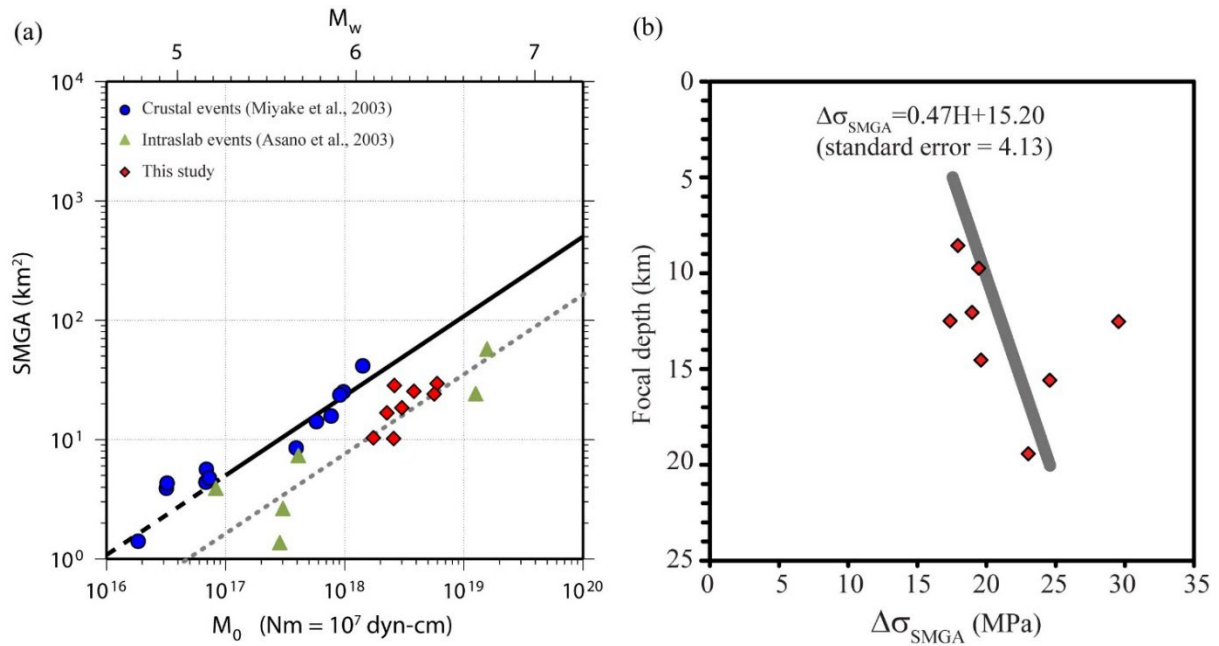 (a)
M_w
5 6 7
10⁴
10³
10²
10¹
10⁰
SMGA (km²)
Crustal events (Miyake et al., 2003)
Intraslab events (Asano et al., 2003)
This study
10¹⁶ 10¹⁷ 10¹⁸ 10¹⁹ 10²⁰
M₀ (Nm = 10⁷ dyn-cm)
(b)
0
5
10
15
20
25
Focal depth (km)
Δσ_SMGA=0.47H+15.20
(standard error = 4.13)
0 5 10 15 20 25 30 35
Δσ_SMGA (MPa)